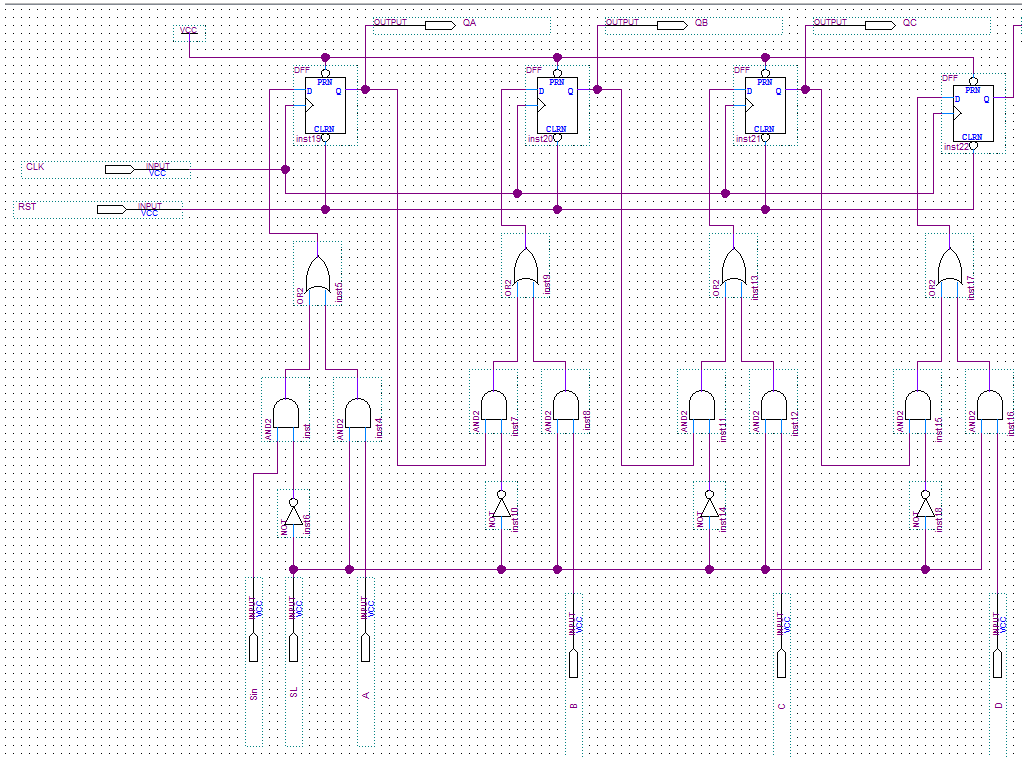 VCC
OUTPUT QA
OUTPUT QB
OUTPUT QC
DFF
PRN
D Q
CLRN
inst19
DFF
PRN
D Q
CLRN
inst20
DFF
PRN
D Q
CLRN
inst21
DFF
PRN
D Q
CLRN
inst22
CLK INPUT
VCC
RST INPUT
VCC
OR2
inst5
OR2
inst9
OR2
inst13
OR2
inst17
AND2
inst
AND2
inst4
AND2
inst7
AND2
inst8
AND2
inst11
AND2
inst12
AND2
inst15
AND2
inst16
NOT
inst6
NOT
inst10
NOT
inst14
NOT
inst18
INPUT
VCC
Sin
INPUT
VCC
SL
INPUT
VCC
A
INPUT
VCC
B
INPUT
VCC
C
INPUT
VCC
D